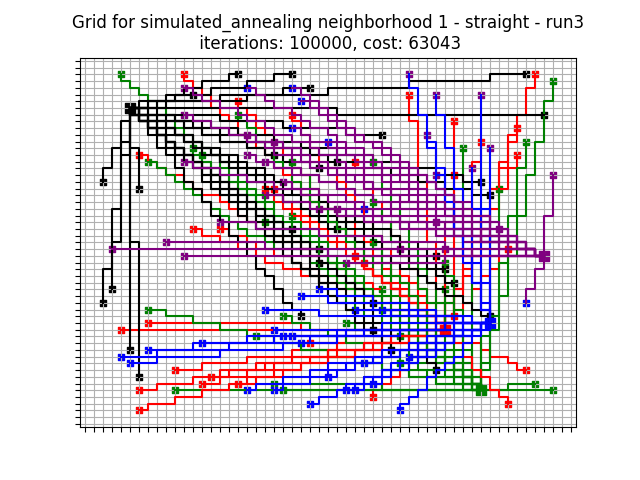 Grid for simulated_annealing neighborhood 1 - straight - run3
iterations: 100000, cost: 63043